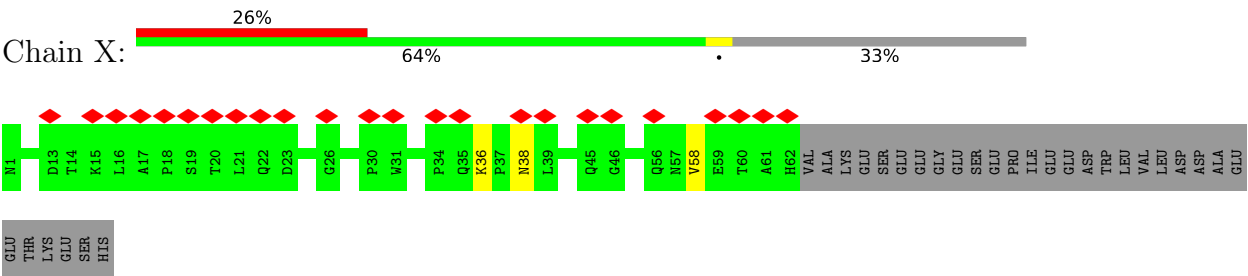 26%
Chain X:
64% • 33%
N1 D13 T14 K15 L16 A17 P18 S19 T20 L21 Q22 D23 G26 P30 W31 P34 Q35 K36 P37 N38 L39 Q45 G46 Q56 N57 V58 E59 T60 A61 H62 VAL ALA LYS GLU SER GLU GLU GLY GLU SER GLU PRO ILE GLU GLU ASP TRP LEU VAL LEU ASP ASP ALA GLU
GLU THR LYS GLU SER HIS